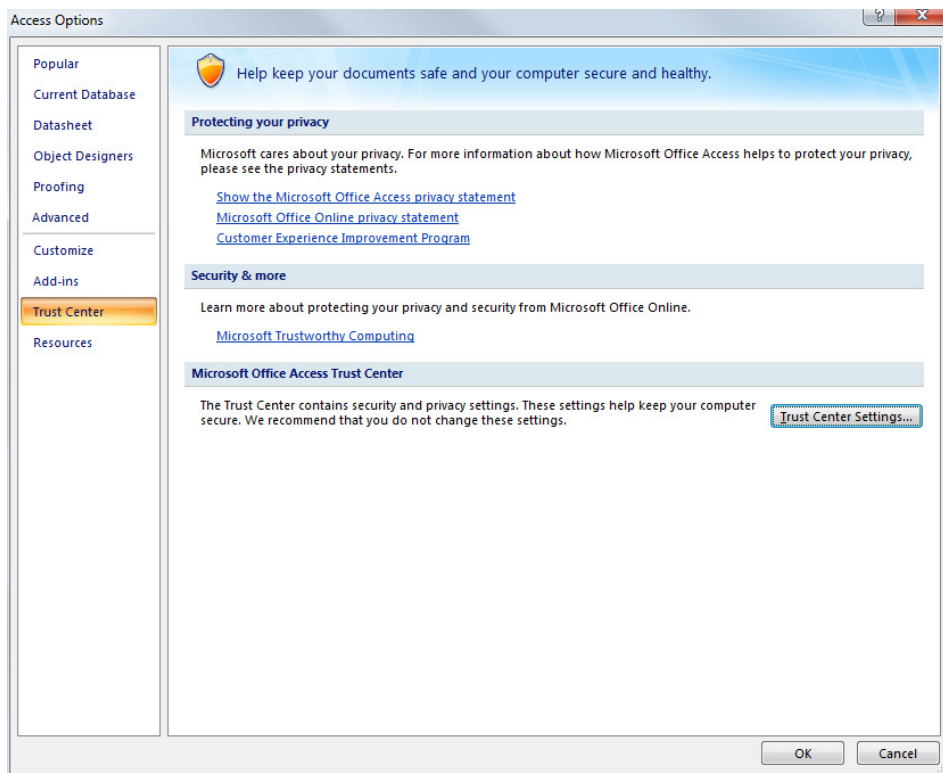 Access Options
Popular
Current Database
Datasheet
Object Designers
Proofing
Advanced
Customize
Add-ins
Trust Center
Resources
Help keep your documents safe and your computer secure and healthy.
Protecting your privacy
Microsoft cares about your privacy. For more information about how Microsoft Office Access helps to protect your privacy,
please see the privacy statements.
Show the Microsoft Office Access privacy statement
Microsoft Office Online privacy statement
Customer Experience Improvement Program
Security & more
Learn more about protecting your privacy and security from Microsoft Office Online.
Microsoft Trustworthy Computing
Microsoft Office Access Trust Center
The Trust Center contains security and privacy settings. These settings help keep your computer
secure. We recommend that you do not change these settings.
Trust Center Settings...
OK
Cancel